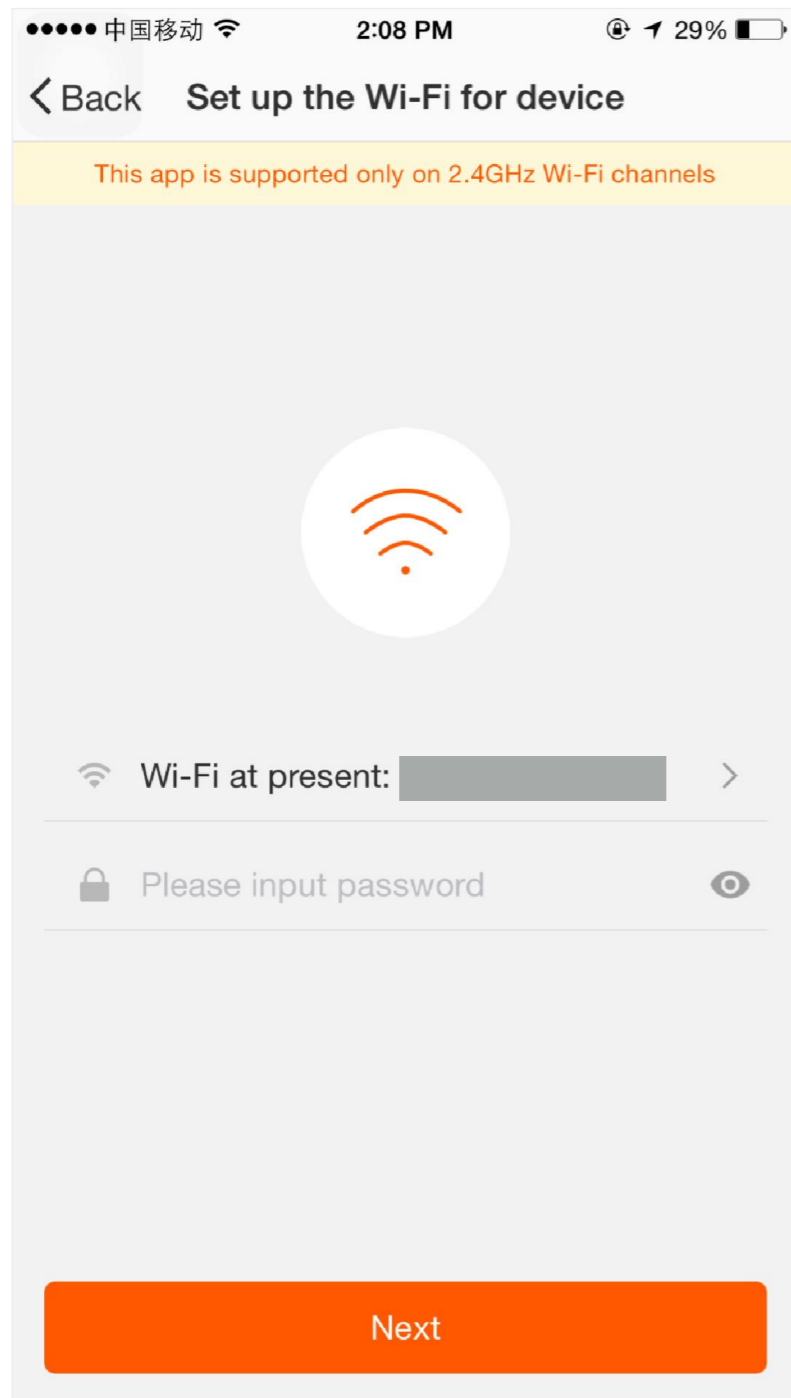 中国移动 2:08 PM 29%
Back Set up the Wi-Fi for device
This app is supported only on 2.4GHz Wi-Fi channels
Wi-Fi at present:
Please input password
Next